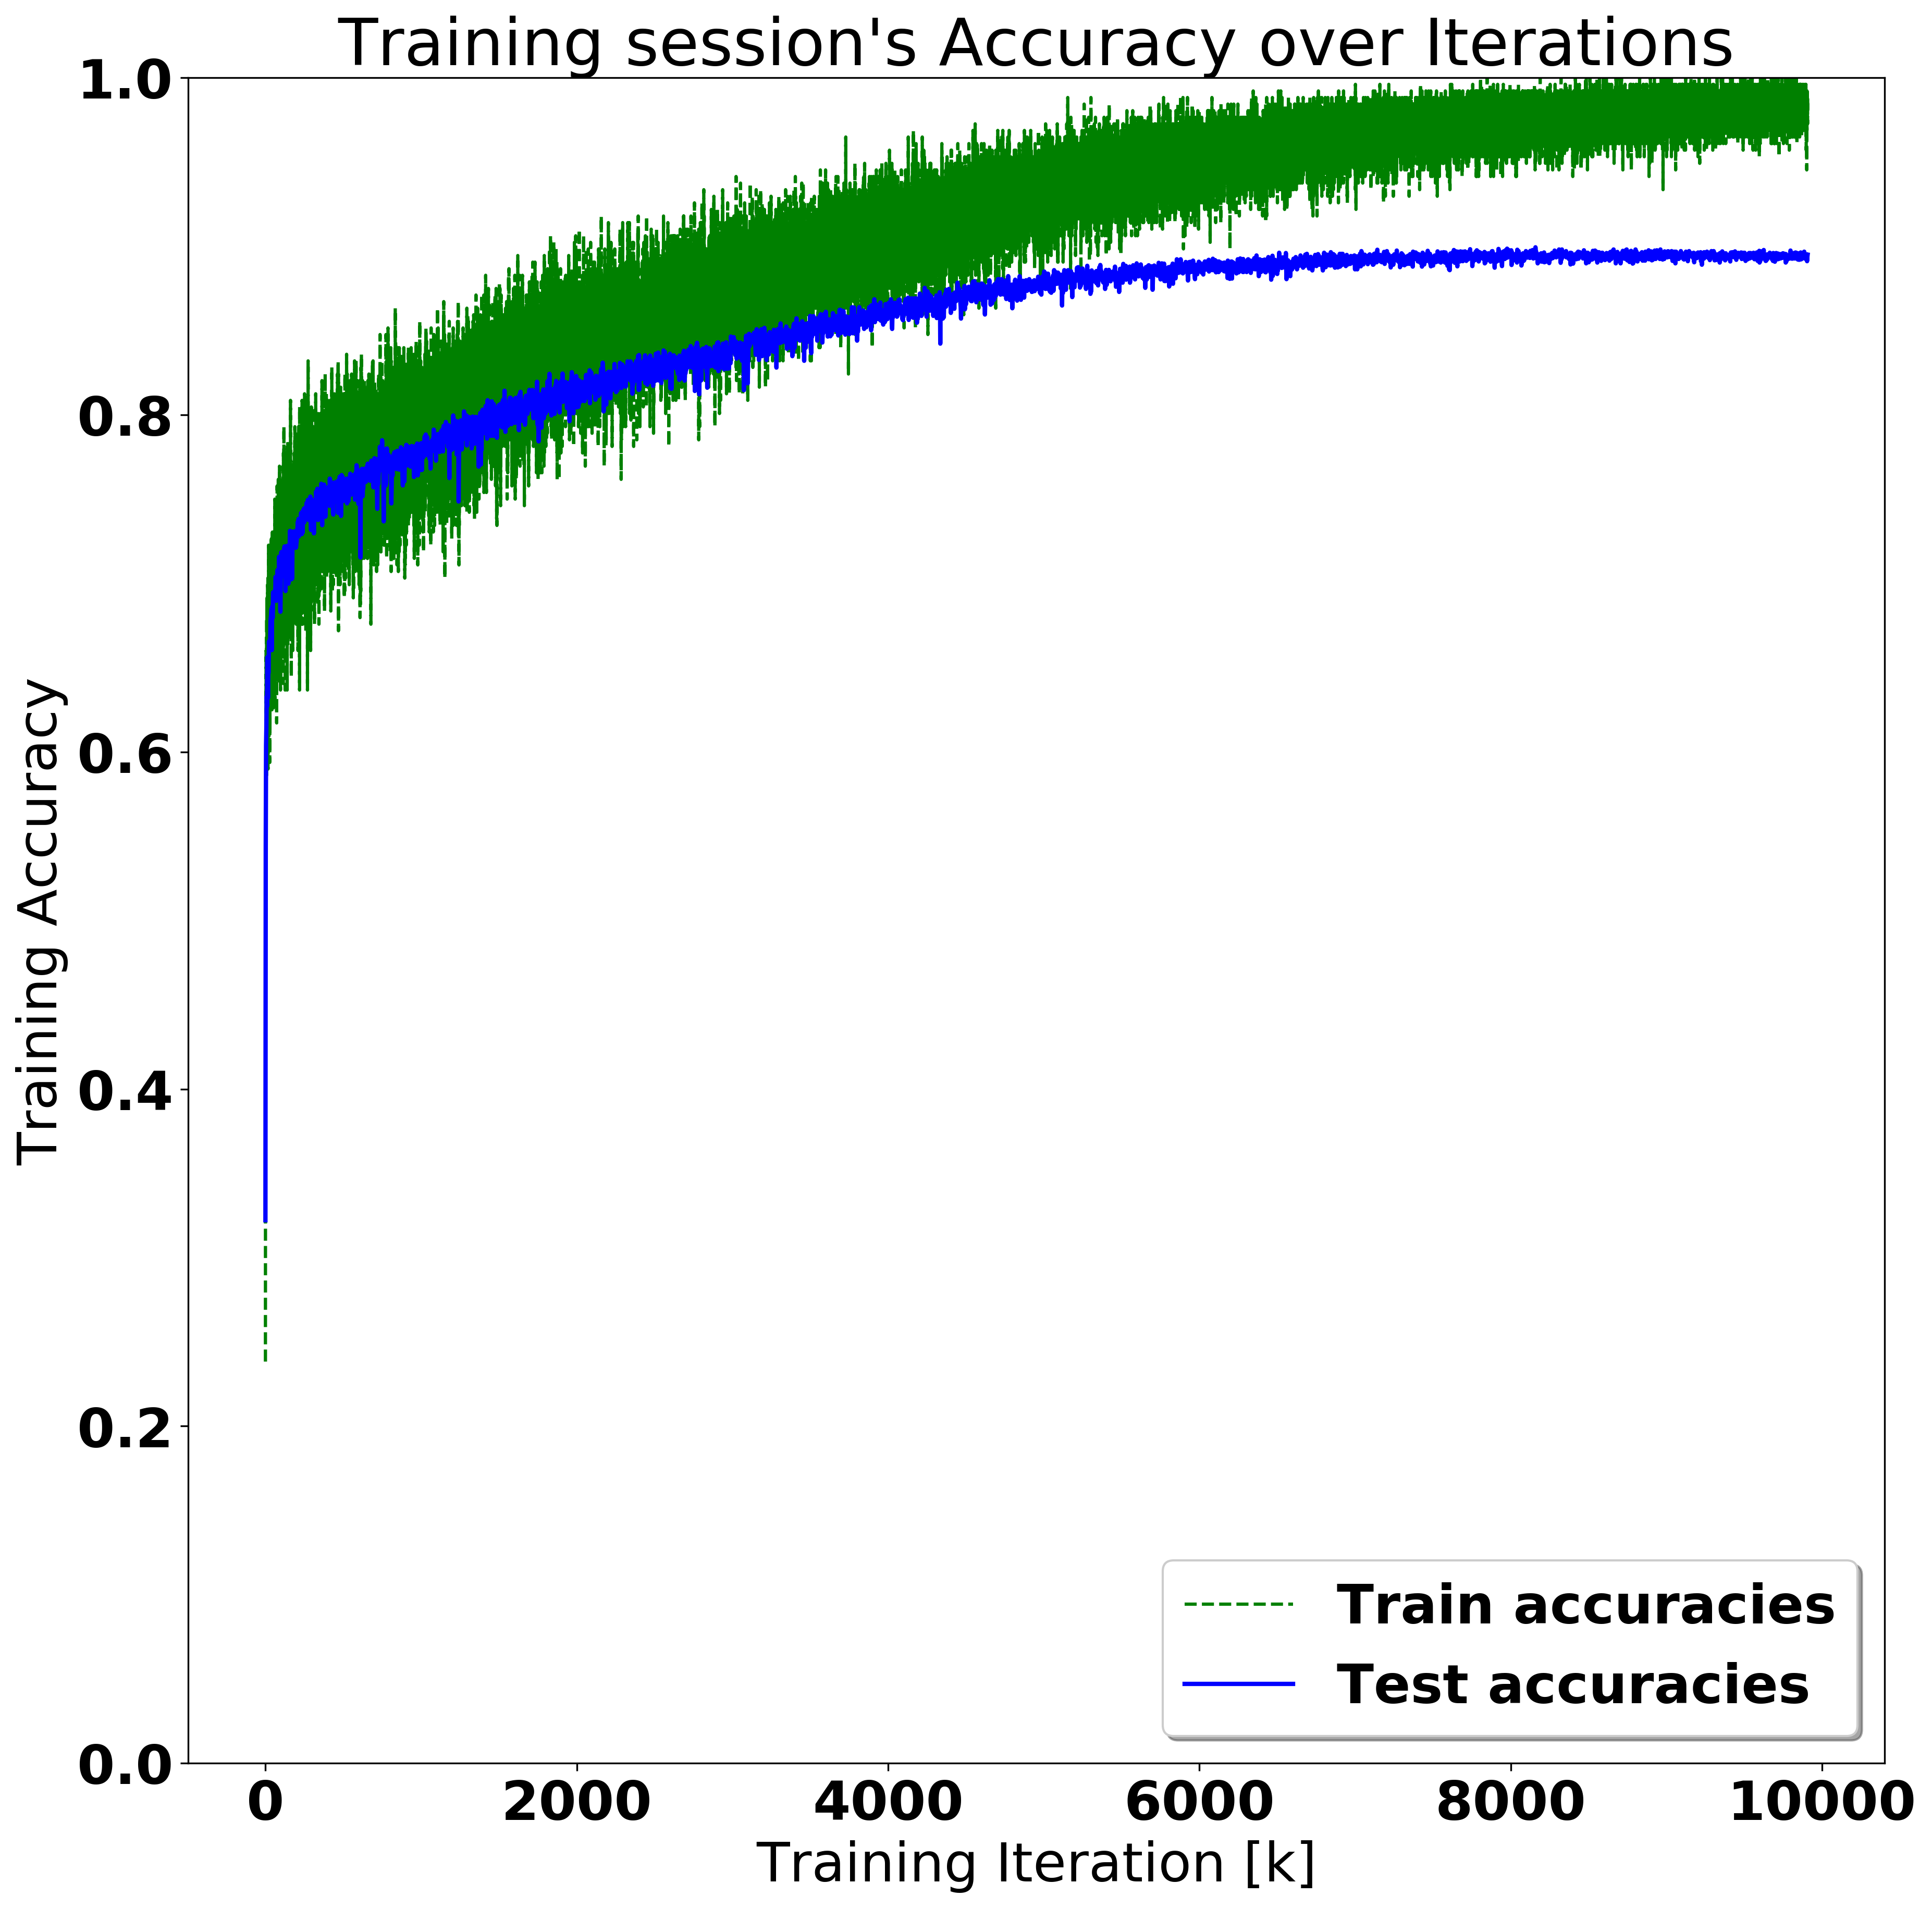 Training session's Accuracy over Iterations
1.0
0.8
0.6
0.4
0.2
0.0
Training Accuracy
Train accuracies
Test accuracies
0 2000 4000 6000 8000 10000
Training Iteration [k]